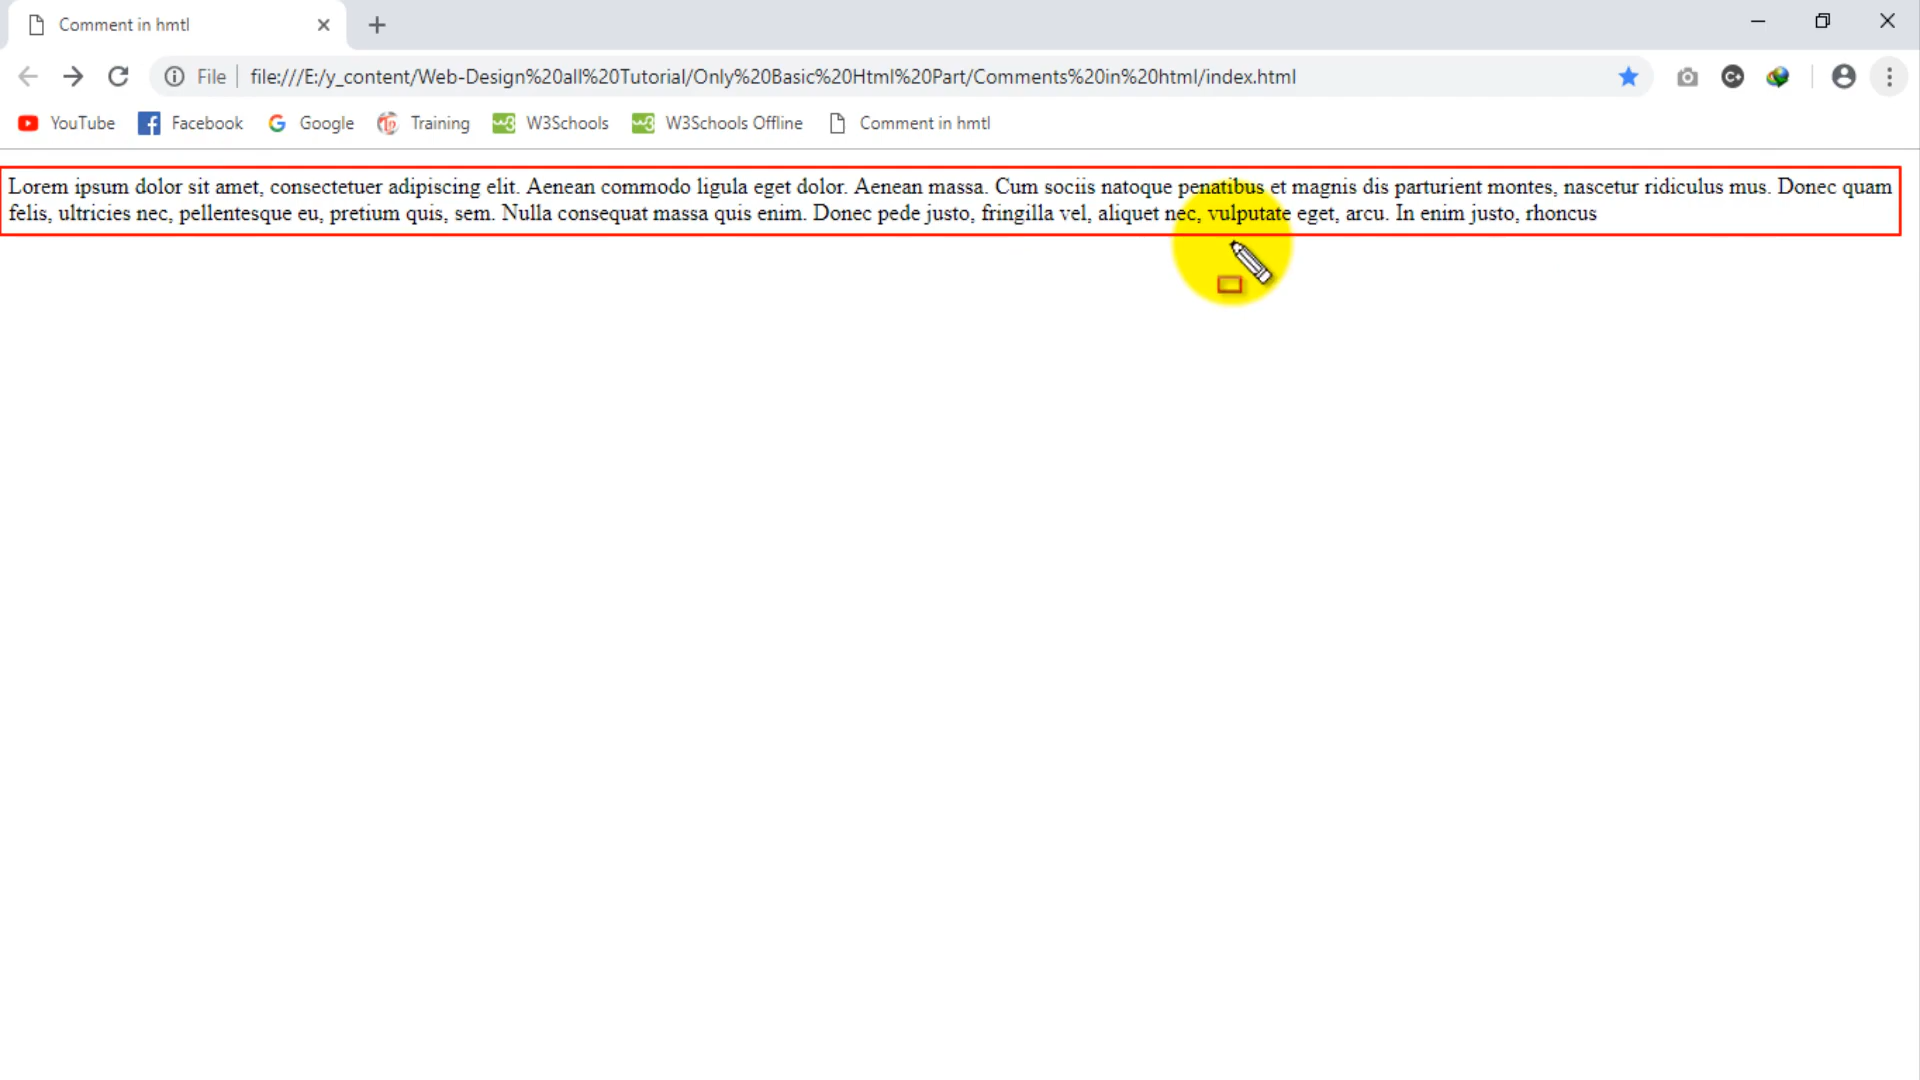 Comment in hmtl
File file:///E:/y_content/Web-Design%20all%20Tutorial/Only%20Basic%20Html%20Part/Comments%20in%20html/index.html
YouTube Facebook Google Training W3Schools W3Schools Offline Comment in hmtl
Lorem ipsum dolor sit amet, consectetuer adipiscing elit. Aenean commodo ligula eget dolor. Aenean massa. Cum sociis natoque penatibus et magnis dis parturient montes, nascetur ridiculus mus. Donec quam
felis, ultricies nec, pellentesque eu, pretium quis, sem. Nulla consequat massa quis enim. Donec pede justo, fringilla vel, aliquet nec, vulputate eget, arcu. In enim justo, rhoncus